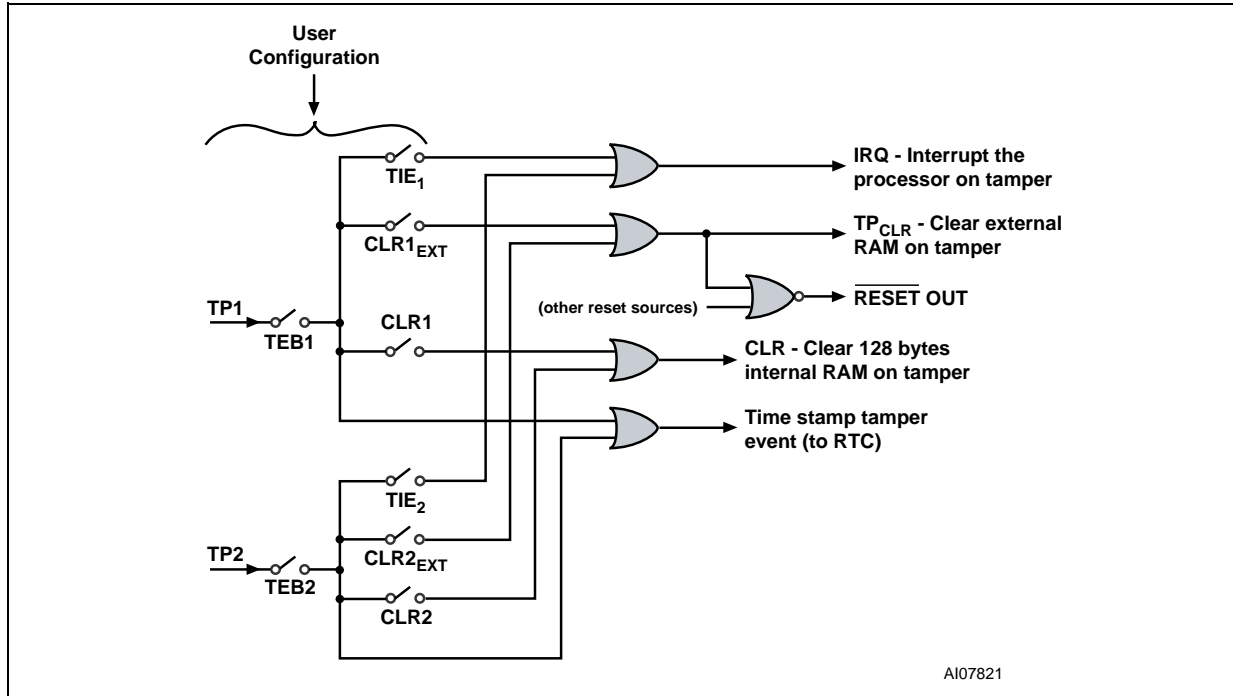 User
Configuration
TIE1
IRQ - Interrupt the
processor on tamper
CLR1EXT
TPCLR - Clear external
RAM on tamper
(other reset sources)
RESET OUT
TP1
TEB1
CLR1
CLR - Clear 128 bytes
internal RAM on tamper
Time stamp tamper
event (to RTC)
TIE2
TP2
TEB2
CLR2EXT
CLR2
AI07821